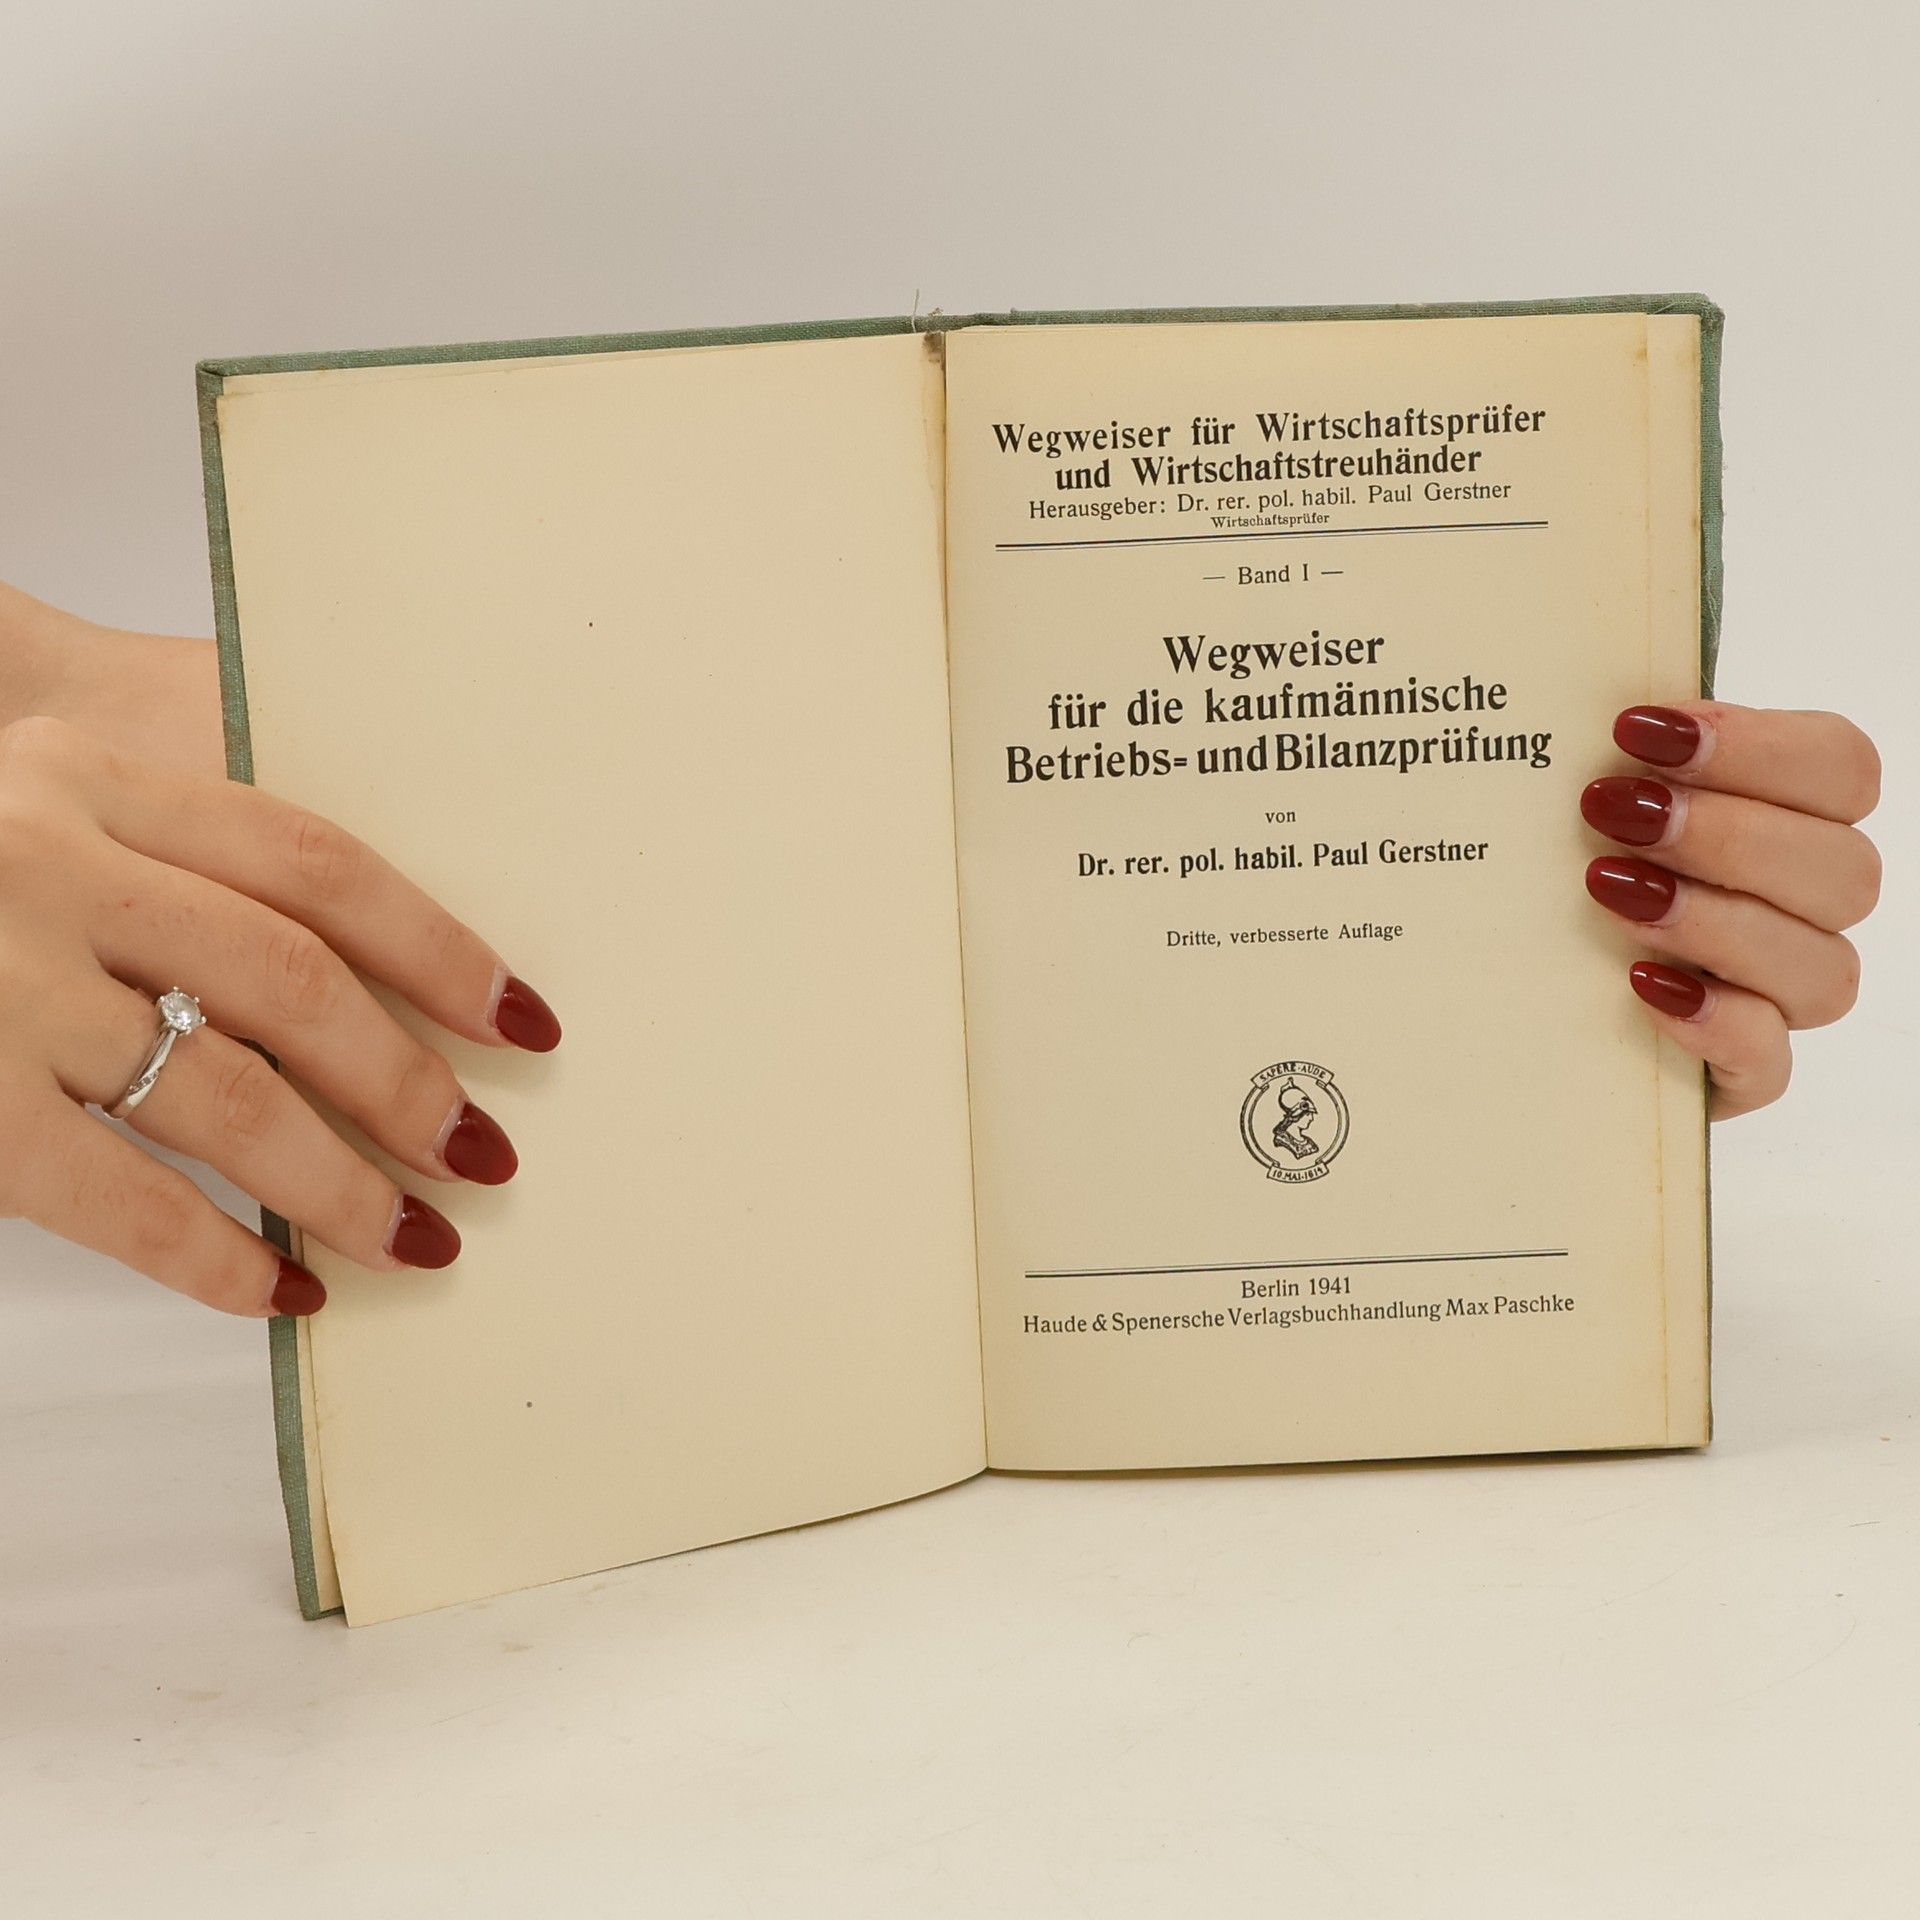 Wegweiser für Wirtschaftsprüfer
und Wirtschaftstreuhänder
Herausgeber: Dr. rer. pol. habil. Paul Gerstner
Wirtschaftsprüfer
— Band I —
Wegweiser
für die kaufmännische
Betriebs= und Bilanzprüfung
von
Dr. rer. pol. habil. Paul Gerstner
Dritte, verbesserte Auflage
SAPERE·AUDE
10.MAI·1614
Berlin 1941
Haude & Spenersche Verlagsbuchhandlung Max Paschke